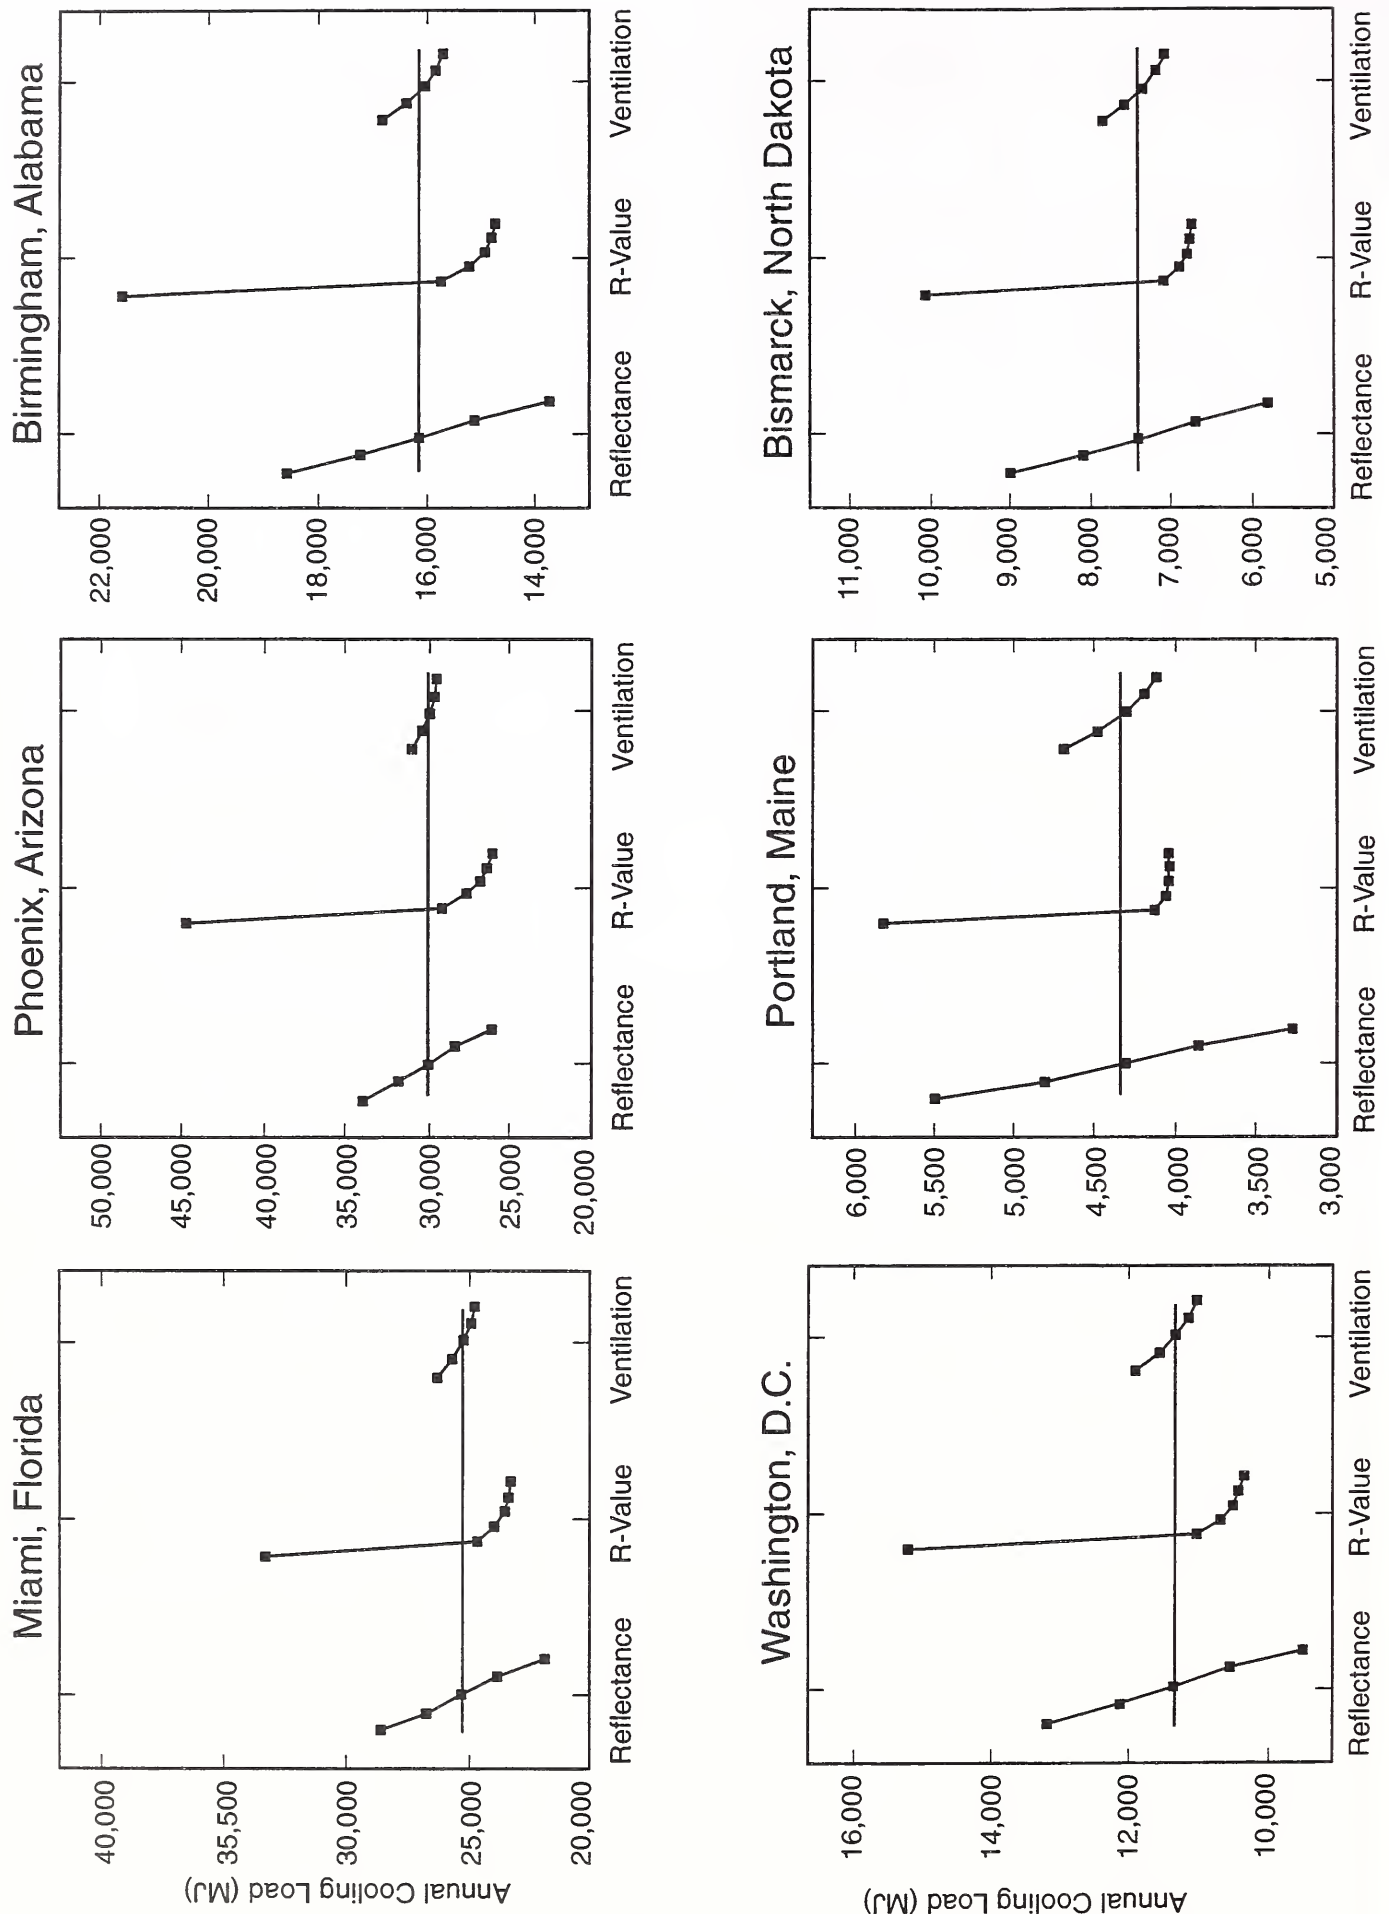 Miami, Florida
40,000
35,500
30,000
25,000
20,000
Annual Cooling Load (MJ)
Reflectance R-Value Ventilation
Phoenix, Arizona
50,000
45,000
40,000
35,000
30,000
25,000
20,000
Reflectance R-Value Ventilation
Birmingham, Alabama
22,000
20,000
18,000
16,000
14,000
Reflectance R-Value Ventilation
Washington, D.C.
16,000
14,000
12,000
10,000
Annual Cooling Load (MJ)
Reflectance R-Value Ventilation
Portland, Maine
6,000
5,500
5,000
4,500
4,000
3,500
3,000
Reflectance R-Value Ventilation
Bismarck, North Dakota
11,000
10,000
9,000
8,000
7,000
6,000
5,000
Reflectance R-Value Ventilation